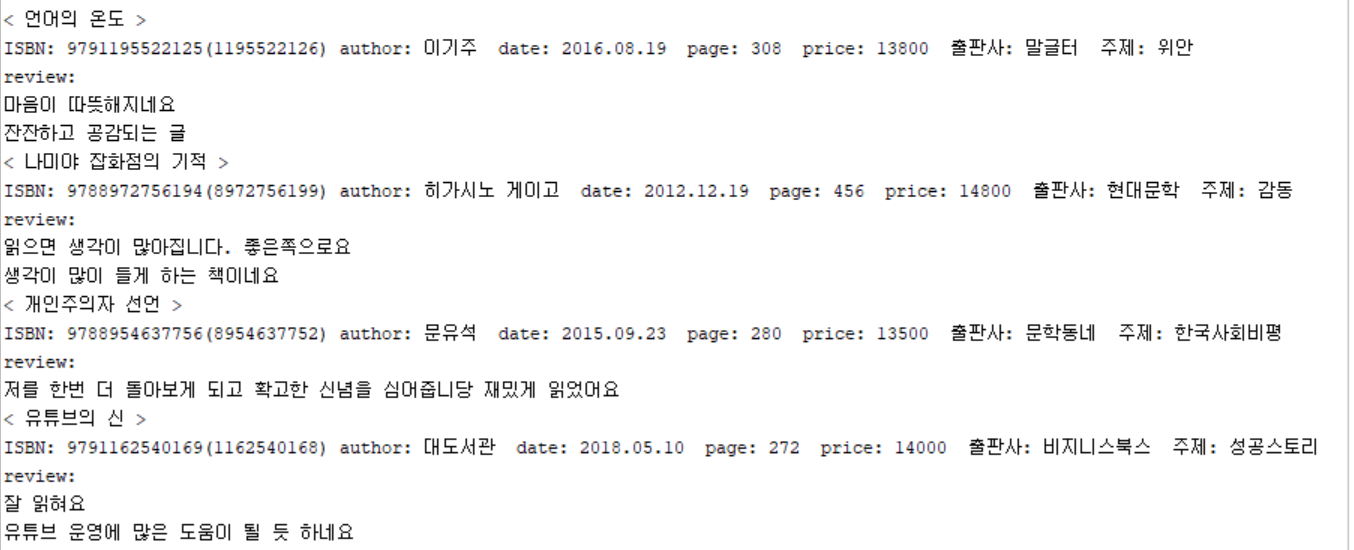 < 언어의 온도 >
ISBN: 9791195522125(1195522126) author: 이기주  date: 2016.08.19  page: 308  price: 13800  출판사: 말글터  주제: 위안
review:
마음이 따뜻해지네요
잔잔하고 공감되는 글
< 나미야 잡화점의 기적 >
ISBN: 9788972756194(8972756199) author: 히가시노 게이고  date: 2012.12.19  page: 456  price: 14800  출판사: 현대문학  주제: 감동
review:
읽으면 생각이 많아집니다. 좋은쪽으로요
생각이 많이 들게 하는 책이네요
< 개인주의자 선언 >
ISBN: 9788954637756(8954637752) author: 문유석  date: 2015.09.23  page: 280  price: 13500  출판사: 문학동네  주제: 한국사회비평
review:
저를 한번 더 돌아보게 되고 확고한 신념을 심어줍니당 재밌게 읽었어요
< 유튜브의 신 >
ISBN: 9791162540169(1162540168) author: 대도서관  date: 2018.05.10  page: 272  price: 14000  출판사: 비지니스북스  주제: 성공스토리
review:
잘 읽혀요
유튜브 운영에 많은 도움이 될 듯 하네요